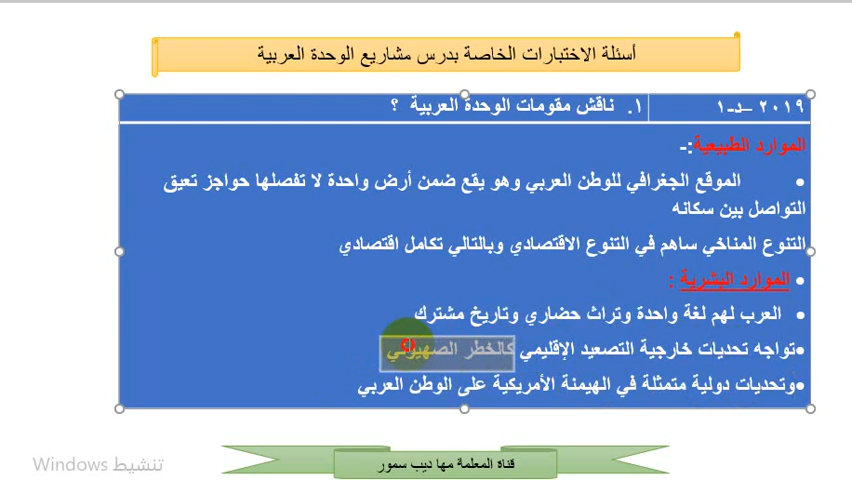 أسئلة الاختبارات الخاصة بدرس مشاريع الوحدة العربية
٢٠١٩ –د-١
١. ناقش مقومات الوحدة العربية ؟
الموارد الطبيعية:-
• الموقع الجغرافي للوطن العربي وهو يقع ضمن أرض واحدة لا تفصلها حواجز تعيق
التواصل بين سكانه
التنوع المناخي ساهم في التنوع الاقتصادي وبالتالي تكامل اقتصادي
• الموارد البشرية :
العرب لهم لغة واحدة وتراث حضاري وتاريخ مشترك
•تواجه تحديات خارجية التصعيد الإقليمي كالخطر الصهيوني
•وتحديات دولية متمثلة في الهيمنة الأمريكية على الوطن العربي
قناة المعلمة مها ديب سمور
تنشيط Windows